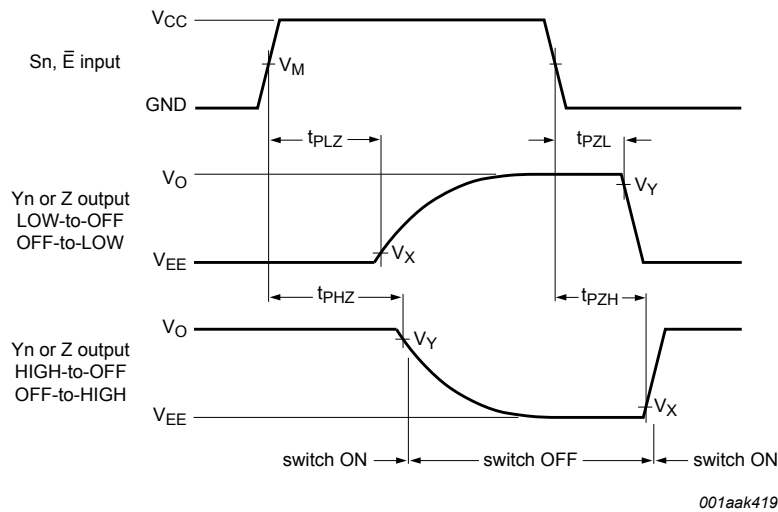 VCC
Sn, E̅ input
VM
GND
tPLZ
tPZL
VO
Yn or Z output
LOW-to-OFF
OFF-to-LOW
VY
VX
VEE
tPHZ
tPZH
VO
Yn or Z output
HIGH-to-OFF
OFF-to-HIGH
VY
VX
VEE
switch ON
switch OFF
switch ON
001aak419